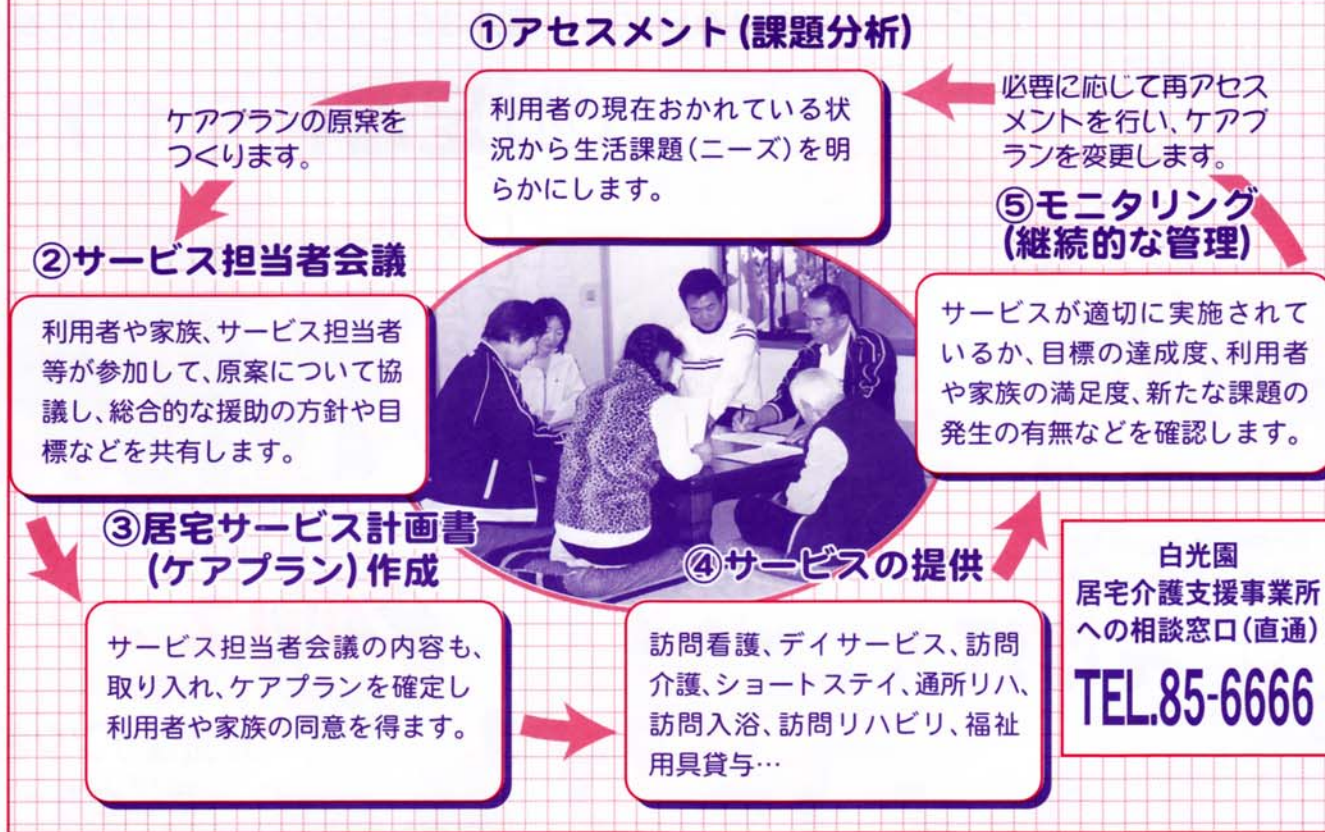 ①アセスメント(課題分析)
利用者の現在おかれている状
況から生活課題(ニーズ)を明
らかにします。
ケアプランの原案を
つくります。
②サービス担当者会議
利用者や家族、サービス担当者
等が参加して、原案について協
議し、総合的な援助の方針や目
標などを共有します。
③居宅サービス計画書
(ケアプラン)作成
サービス担当者会議の内容も、
取り入れ、ケアプランを確定し
利用者や家族の同意を得ます。
④サービスの提供
訪問看護、デイサービス、訪問
介護、ショートステイ、通所リハ、
訪問入浴、訪問リハビリ、福祉
用具貸与…
⑤モニタリング
(継続的な管理)
サービスが適切に実施されて
いるか、目標の達成度、利用者
や家族の満足度、新たな課題の
発生の有無などを確認します。
必要に応じて再アセス
メントを行い、ケアプ
ランを変更します。
白光園
居宅介護支援事業所
への相談窓口(直通)
TEL.85-6666